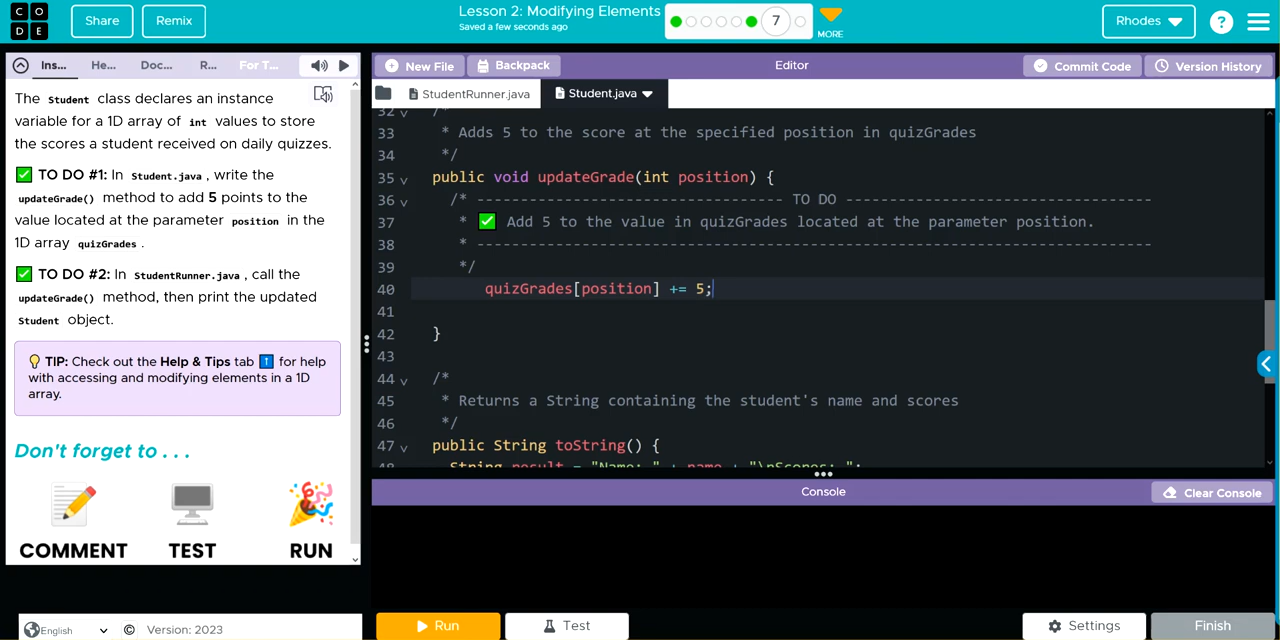 C O
D E
Share
Remix
Lesson 2: Modifying Elements
Saved a few seconds ago
7
MORE
Rhodes
?
Ins...
He...
Doc...
R...
For T...
The Student class declares an instance
variable for a 1D array of int values to store
the scores a student received on daily quizzes.
✅ TO DO #1: In Student.java, write the
updateGrade() method to add 5 points to the
value located at the parameter position in the
1D array quizGrades.
✅ TO DO #2: In StudentRunner.java, call the
updateGrade() method, then print the updated
Student object.
💡 TIP: Check out the Help & Tips tab ⬆️ for help
with accessing and modifying elements in a 1D
array.
Don't forget to . . .
COMMENT
TEST
RUN
English
© Version: 2023
New File
Backpack
Editor
Commit Code
Version History
StudentRunner.java
Student.java
32 /*
33 * Adds 5 to the score at the specified position in quizGrades
34 */
35 public void updateGrade(int position) {
36 /* ----------------------------------- TO DO -----------------------------------
37 * ✅ Add 5 to the value in quizGrades located at the parameter position.
38 * -----------------------------------------------------------------------------
39 */
40 quizGrades[position] += 5;
41
42 }
43
44 /*
45 * Returns a String containing the student's name and scores
46 */
47 public String toString() {
48 String result = "Name: " + name + "\nScores: ";
Console
Clear Console
Run
Test
Settings
Finish